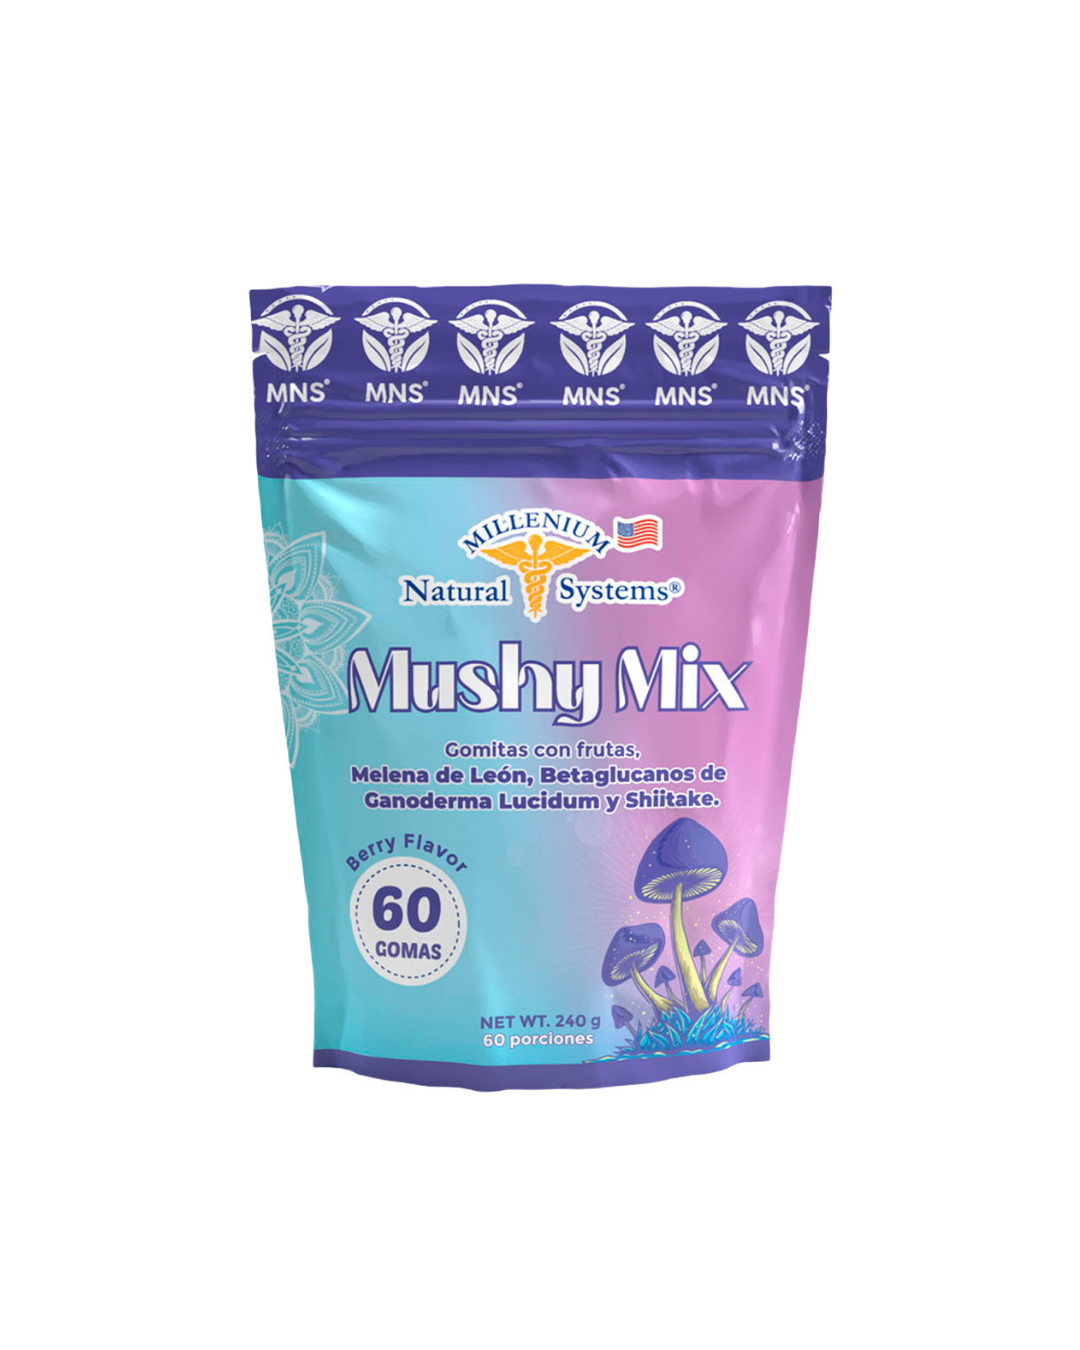 MNS® MNS® MNS® MNS® MNS® MNS®
MILLENIUM
Natural Systems®
Mushy Mix
Gomitas con frutas,
Melena de León, Betaglucanos de
Ganoderma Lucidum y Shiitake.
Berry Flavor
60
GOMAS
NET WT. 240 g
60 porciones